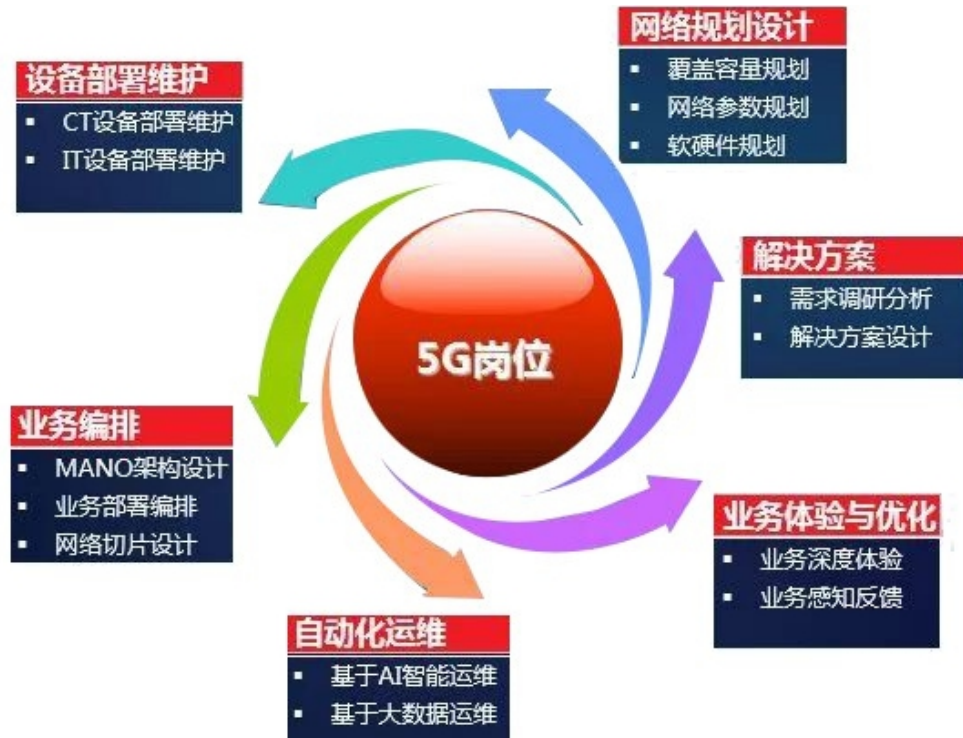 网络规划设计
▪ 覆盖容量规划
▪ 网络参数规划
▪ 软硬件规划
设备部署维护
▪ CT设备部署维护
▪ IT设备部署维护
解决方案
▪ 需求调研分析
▪ 解决方案设计
5G岗位
业务编排
▪ MANO架构设计
▪ 业务部署编排
▪ 网络切片设计
业务体验与优化
▪ 业务深度体验
▪ 业务感知反馈
自动化运维
▪ 基于AI智能运维
▪ 基于大数据运维